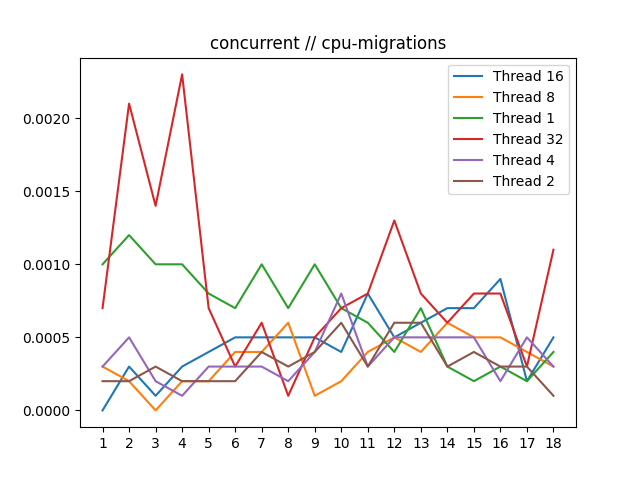 concurrent // cpu-migrations
Thread 16
Thread 8
Thread 1
Thread 32
Thread 4
Thread 2
0.0020
0.0015
0.0010
0.0005
0.0000
1 2 3 4 5 6 7 8 9 10 11 12 13 14 15 16 17 18